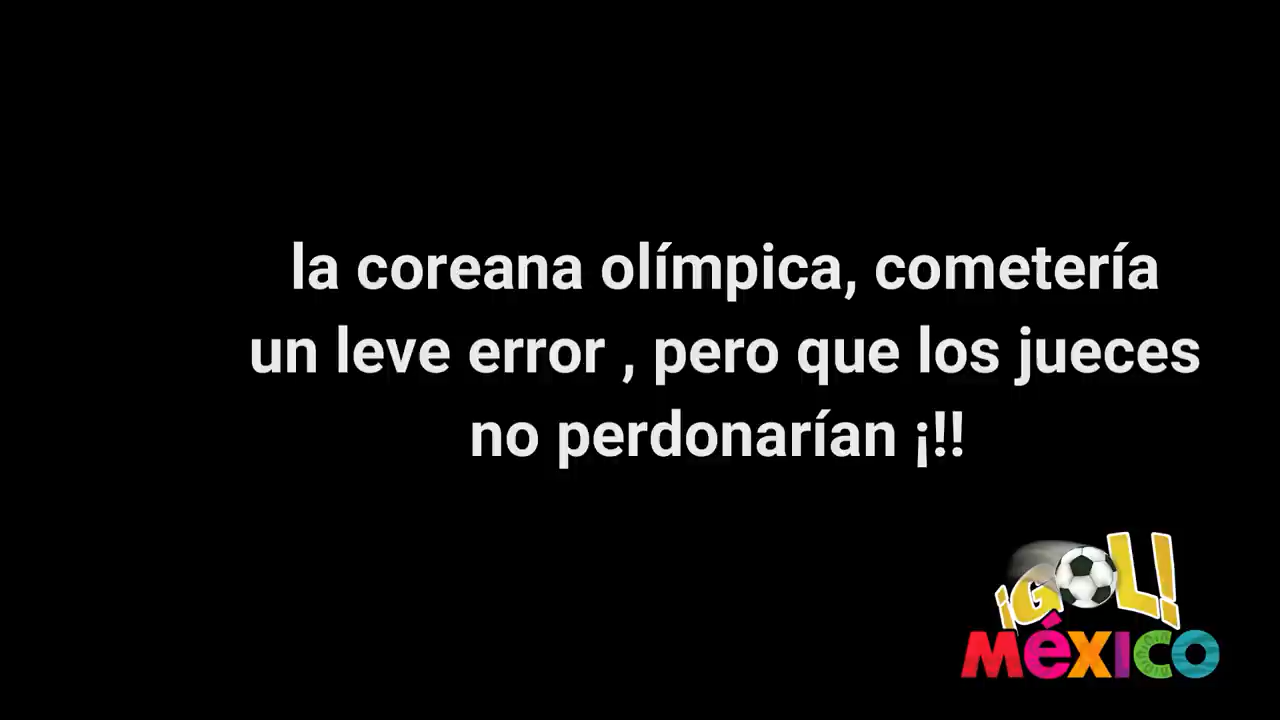 la coreana olímpica, cometería
un leve error , pero que los jueces
no perdonarían ¡!!
¡GOL!
MéXICO